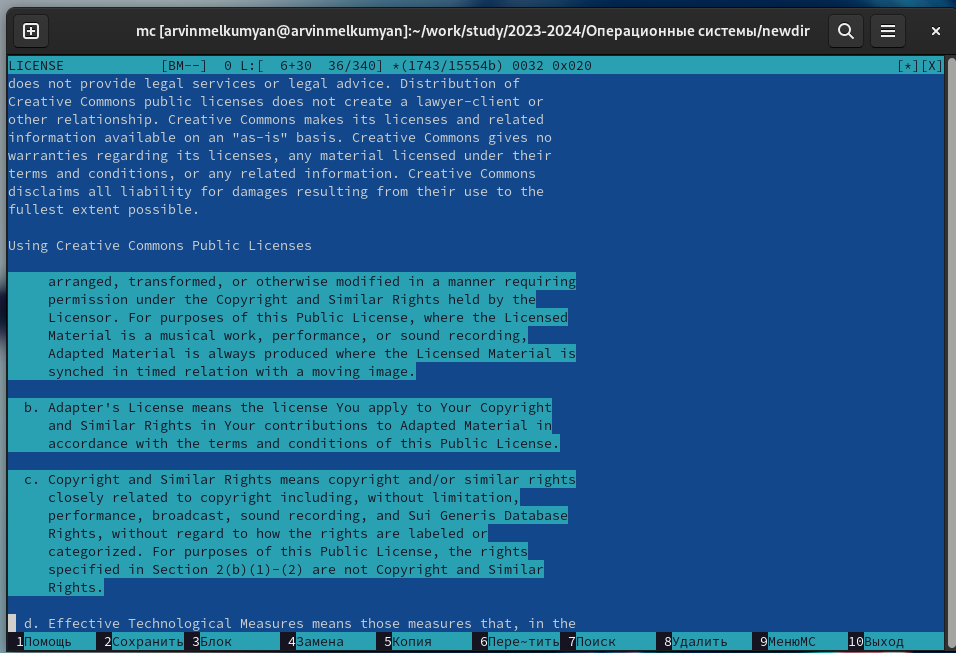 mc [arvinmelkumyan@arvinmelkumyan]:~/work/study/2023-2024/Операционные системы/newdir
LICENSE [BM--] 0 L:[ 6+30 36/340] *(1743/15554b) 0032 0x020 [*][X]
does not provide legal services or legal advice. Distribution of
Creative Commons public licenses does not create a lawyer-client or
other relationship. Creative Commons makes its licenses and related
information available on an "as-is" basis. Creative Commons gives no
warranties regarding its licenses, any material licensed under their
terms and conditions, or any related information. Creative Commons
disclaims all liability for damages resulting from their use to the
fullest extent possible.
Using Creative Commons Public Licenses
arranged, transformed, or otherwise modified in a manner requiring
permission under the Copyright and Similar Rights held by the
Licensor. For purposes of this Public License, where the Licensed
Material is a musical work, performance, or sound recording,
Adapted Material is always produced where the Licensed Material is
synched in timed relation with a moving image.
b. Adapter's License means the license You apply to Your Copyright
and Similar Rights in Your contributions to Adapted Material in
accordance with the terms and conditions of this Public License.
c. Copyright and Similar Rights means copyright and/or similar rights
closely related to copyright including, without limitation,
performance, broadcast, sound recording, and Sui Generis Database
Rights, without regard to how the rights are labeled or
categorized. For purposes of this Public License, the rights
specified in Section 2(b)(1)-(2) are not Copyright and Similar
Rights.
d. Effective Technological Measures means those measures that, in the
1Помощь 2Сохранить 3Блок 4Замена 5Копия 6Пере~тить 7Поиск 8Удалить 9МенюMC 10Выход